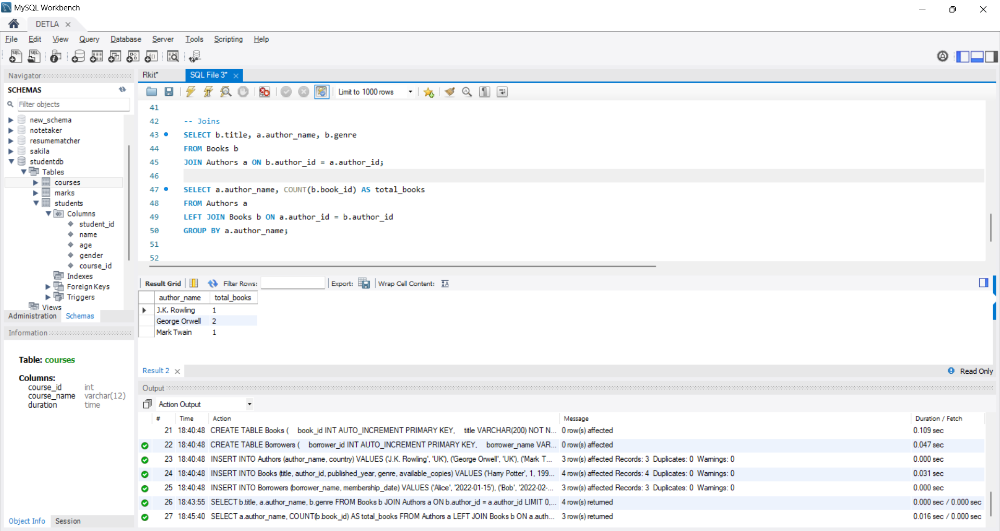 MySQL Workbench
DETLA
File Edit View Query Database Server Tools Scripting Help
Navigator
SCHEMAS
Filter objects
new_schema
notetaker
resumematcher
sakila
studentdb
Tables
courses
marks
students
Columns
student_id
name
age
gender
course_id
Indexes
Foreign Keys
Triggers
Views
Administration Schemas
Information
Table: courses
Columns:
course_id int
course_name varchar(12)
duration time
Object Info Session
Rkit* SQL File 3*
Limit to 1000 rows
41
42 -- Joins
43 SELECT b.title, a.author_name, b.genre
44 FROM Books b
45 JOIN Authors a ON b.author_id = a.author_id;
46
47 SELECT a.author_name, COUNT(b.book_id) AS total_books
48 FROM Authors a
49 LEFT JOIN Books b ON a.author_id = b.author_id
50 GROUP BY a.author_name;
51
52
Result Grid Filter Rows: Export: Wrap Cell Content:
author_name total_books
J.K. Rowling 1
George Orwell 2
Mark Twain 1
Result 2 Read Only
Output
Action Output
# Time Action Message Duration / Fetch
21 18:40:48 CREATE TABLE Books ( book_id INT AUTO_INCREMENT PRIMARY KEY, title VARCHAR(200) NOT N... 0 row(s) affected 0.109 sec
22 18:40:48 CREATE TABLE Borrowers ( borrower_id INT AUTO_INCREMENT PRIMARY KEY, borrower_name VAR... 0 row(s) affected 0.047 sec
23 18:40:48 INSERT INTO Authors (author_name, country) VALUES ('J.K. Rowling', 'UK'), ('George Orwell', 'UK'), ('Mark T... 3 row(s) affected Records: 3 Duplicates: 0 Warnings: 0 0.000 sec
24 18:40:48 INSERT INTO Books (title, author_id, published_year, genre, available_copies) VALUES ('Harry Potter', 1, 199... 4 row(s) affected Records: 4 Duplicates: 0 Warnings: 0 0.031 sec
25 18:40:48 INSERT INTO Borrowers (borrower_name, membership_date) VALUES ('Alice', '2022-01-15'), ('Bob', '2022-02-... 3 row(s) affected Records: 3 Duplicates: 0 Warnings: 0 0.000 sec
26 18:43:55 SELECT b.title, a.author_name, b.genre FROM Books b JOIN Authors a ON b.author_id = a.author_id LIMIT 0,... 4 row(s) returned 0.000 sec / 0.000 sec
27 18:45:40 SELECT a.author_name, COUNT(b.book_id) AS total_books FROM Authors a LEFT JOIN Books b ON a.auth... 3 row(s) returned 0.016 sec / 0.000 sec